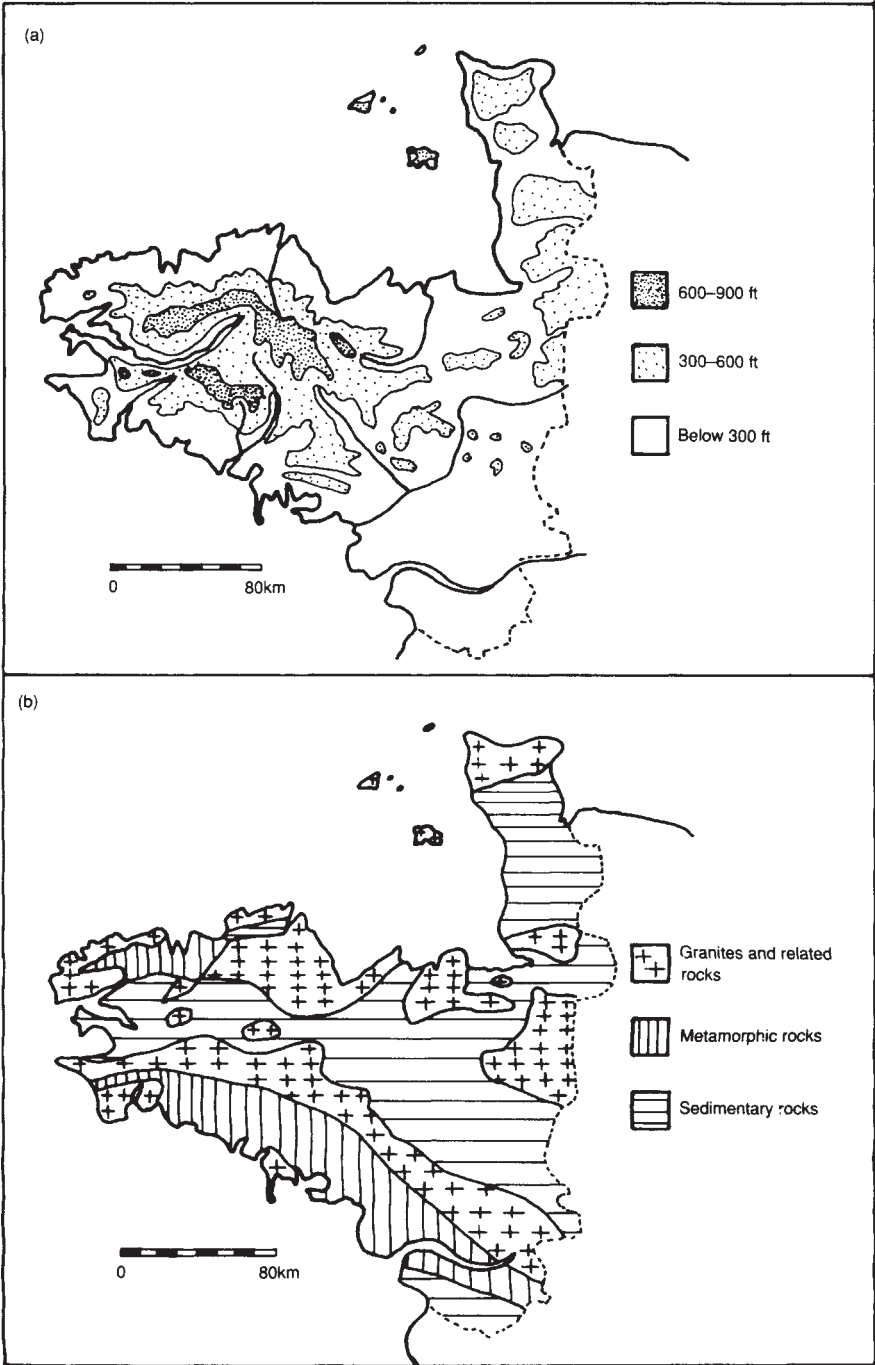 (a)
600–900 ft
300–600 ft
Below 300 ft
0 80km
(b)
Granites and related
rocks
Metamorphic rocks
Sedimentary rocks
0 80km